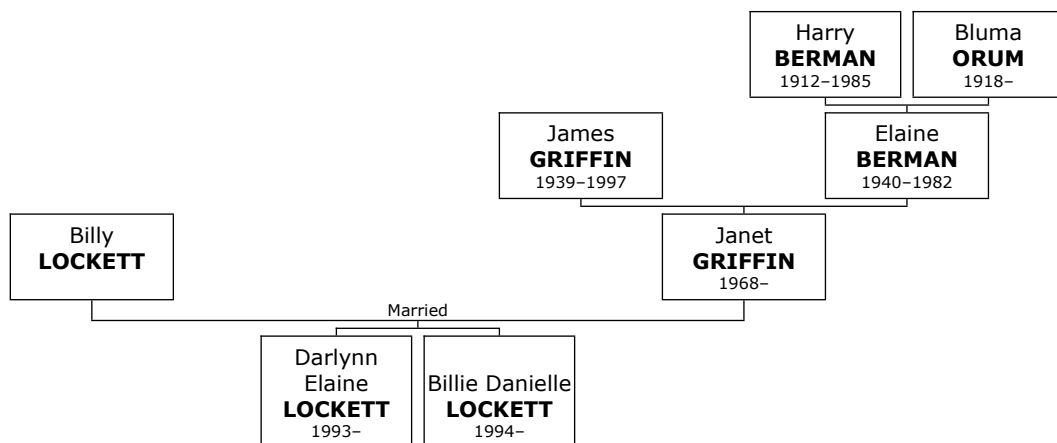 Harry
BERMAN
1912–1985
Bluma
ORUM
1918–
James
GRIFFIN
1939–1997
Elaine
BERMAN
1940–1982
Billy
LOCKETT
Janet
GRIFFIN
1968–
Married
Darlynn
Elaine
LOCKETT
1993–
Billie Danielle
LOCKETT
1994–